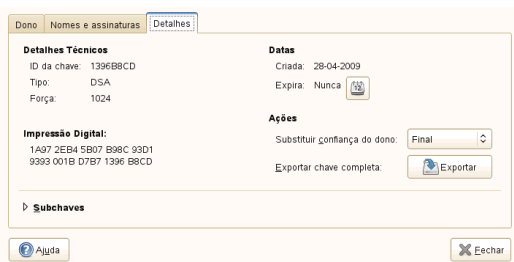 Dono Nomes e assinaturas Detalhes
Detalhes Técnicos
ID da chave: 1396B8CD
Tipo: DSA
Força: 1024
Impressão Digital:
1A97 2EB4 5B07 B98C 93D1
9393 001B D7B7 1396 B8CD
Datas
Criada: 28-04-2009
Expira: Nunca 12
Ações
Substituir confiança do dono: Final
Exportar chave completa: Exportar
Subchaves
Ajuda
Fechar